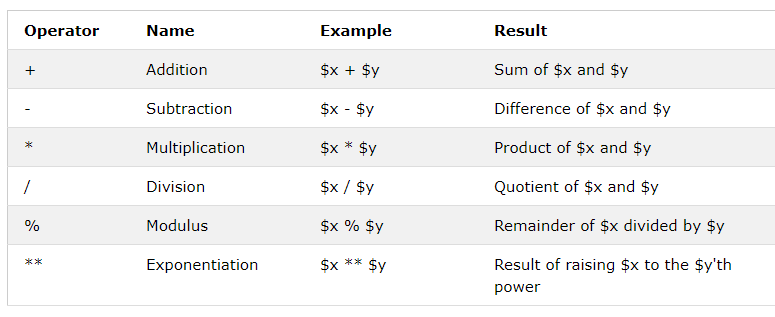 Operator Name Example Result
+ Addition $x + $y Sum of $x and $y
- Subtraction $x - $y Difference of $x and $y
* Multiplication $x * $y Product of $x and $y
/ Division $x / $y Quotient of $x and $y
% Modulus $x % $y Remainder of $x divided by $y
** Exponentiation $x ** $y Result of raising $x to the $y'th
power